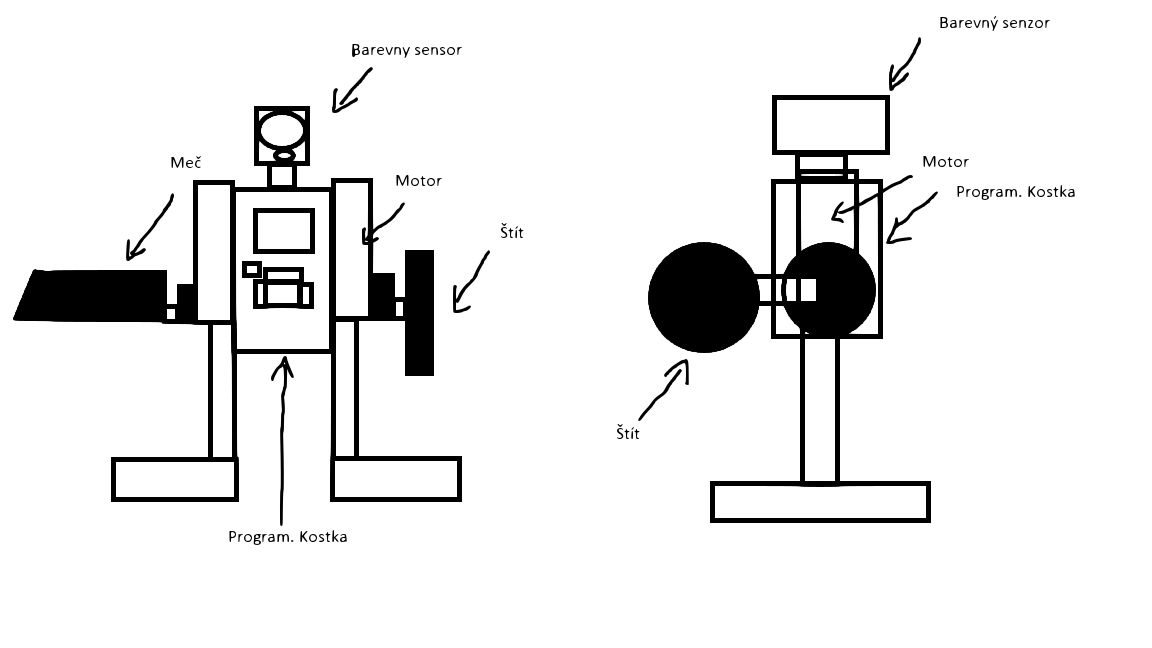 Barevny sensor
Meč
Motor
Štít
Program. Kostka
Barevný senzor
Motor
Program. Kostka
Štít